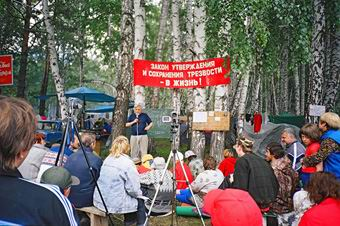 ЗАКОН УТВЕРЖДЕНИЯ
И СОХРАНЕНИЯ ТРЕЗВОСТИ
- В ЖИЗНЬ!